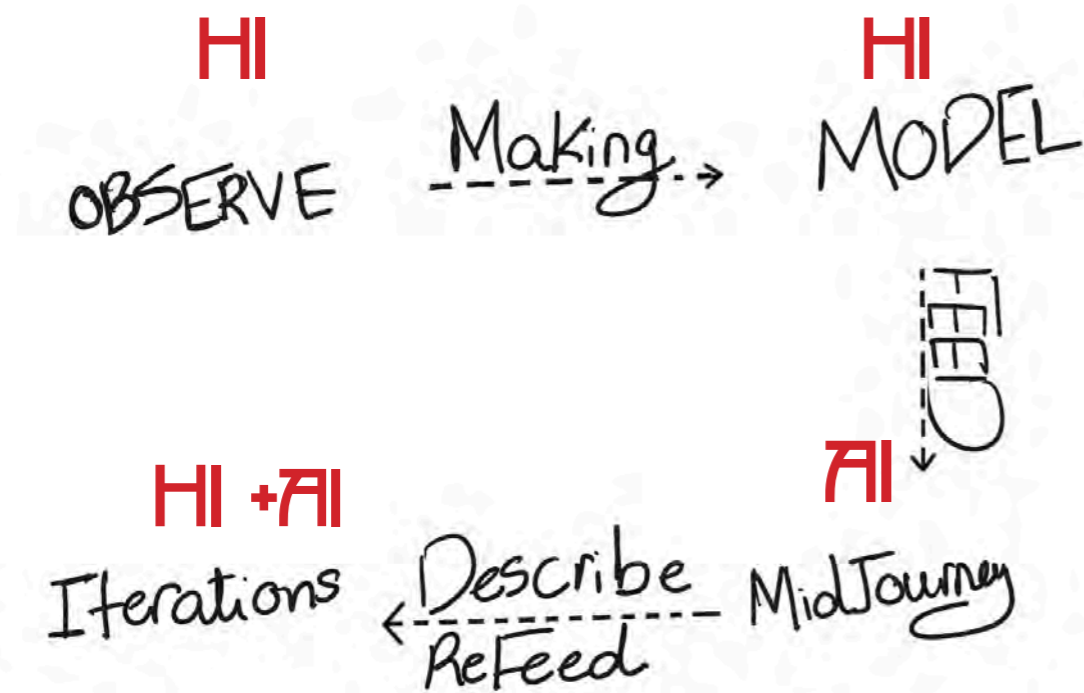 HI
HI
OBSERVE
Making
MODEL
FEED
HI +AI
AI
Iterations
Describe
ReFeed
MidJourney